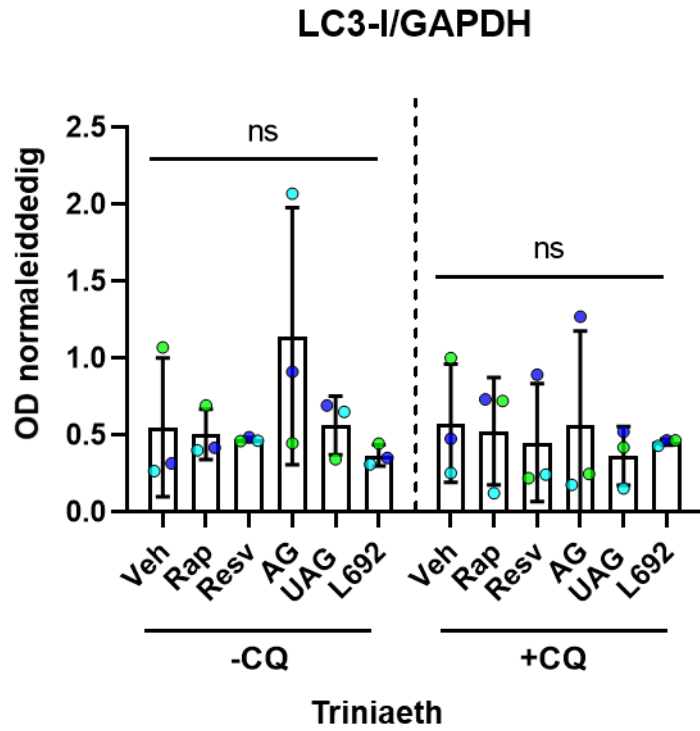 LC3-I/GAPDH
OD normaleiddedig
2.5
2.0
1.5
1.0
0.5
0.0
ns
ns
Veh Rap Resv AG UAG L692 Veh Rap Resv AG UAG L692
-CQ +CQ
Triniaeth